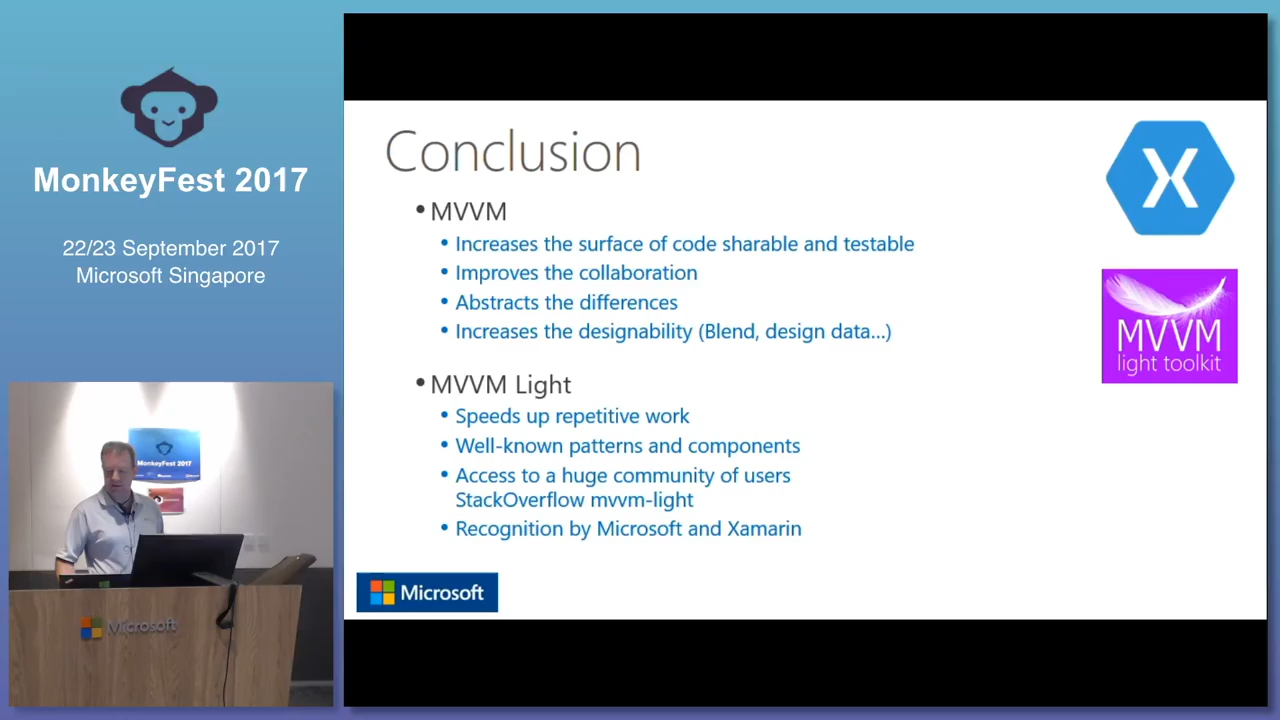 MonkeyFest 2017
22/23 September 2017
Microsoft Singapore
Conclusion
• MVVM
• Increases the surface of code sharable and testable
• Improves the collaboration
• Abstracts the differences
• Increases the designability (Blend, design data...)
• MVVM Light
• Speeds up repetitive work
• Well-known patterns and components
• Access to a huge community of users
StackOverflow mvvm-light
• Recognition by Microsoft and Xamarin
X
MVVM
light toolkit
Microsoft
MonkeyFest 2017
Microsoft